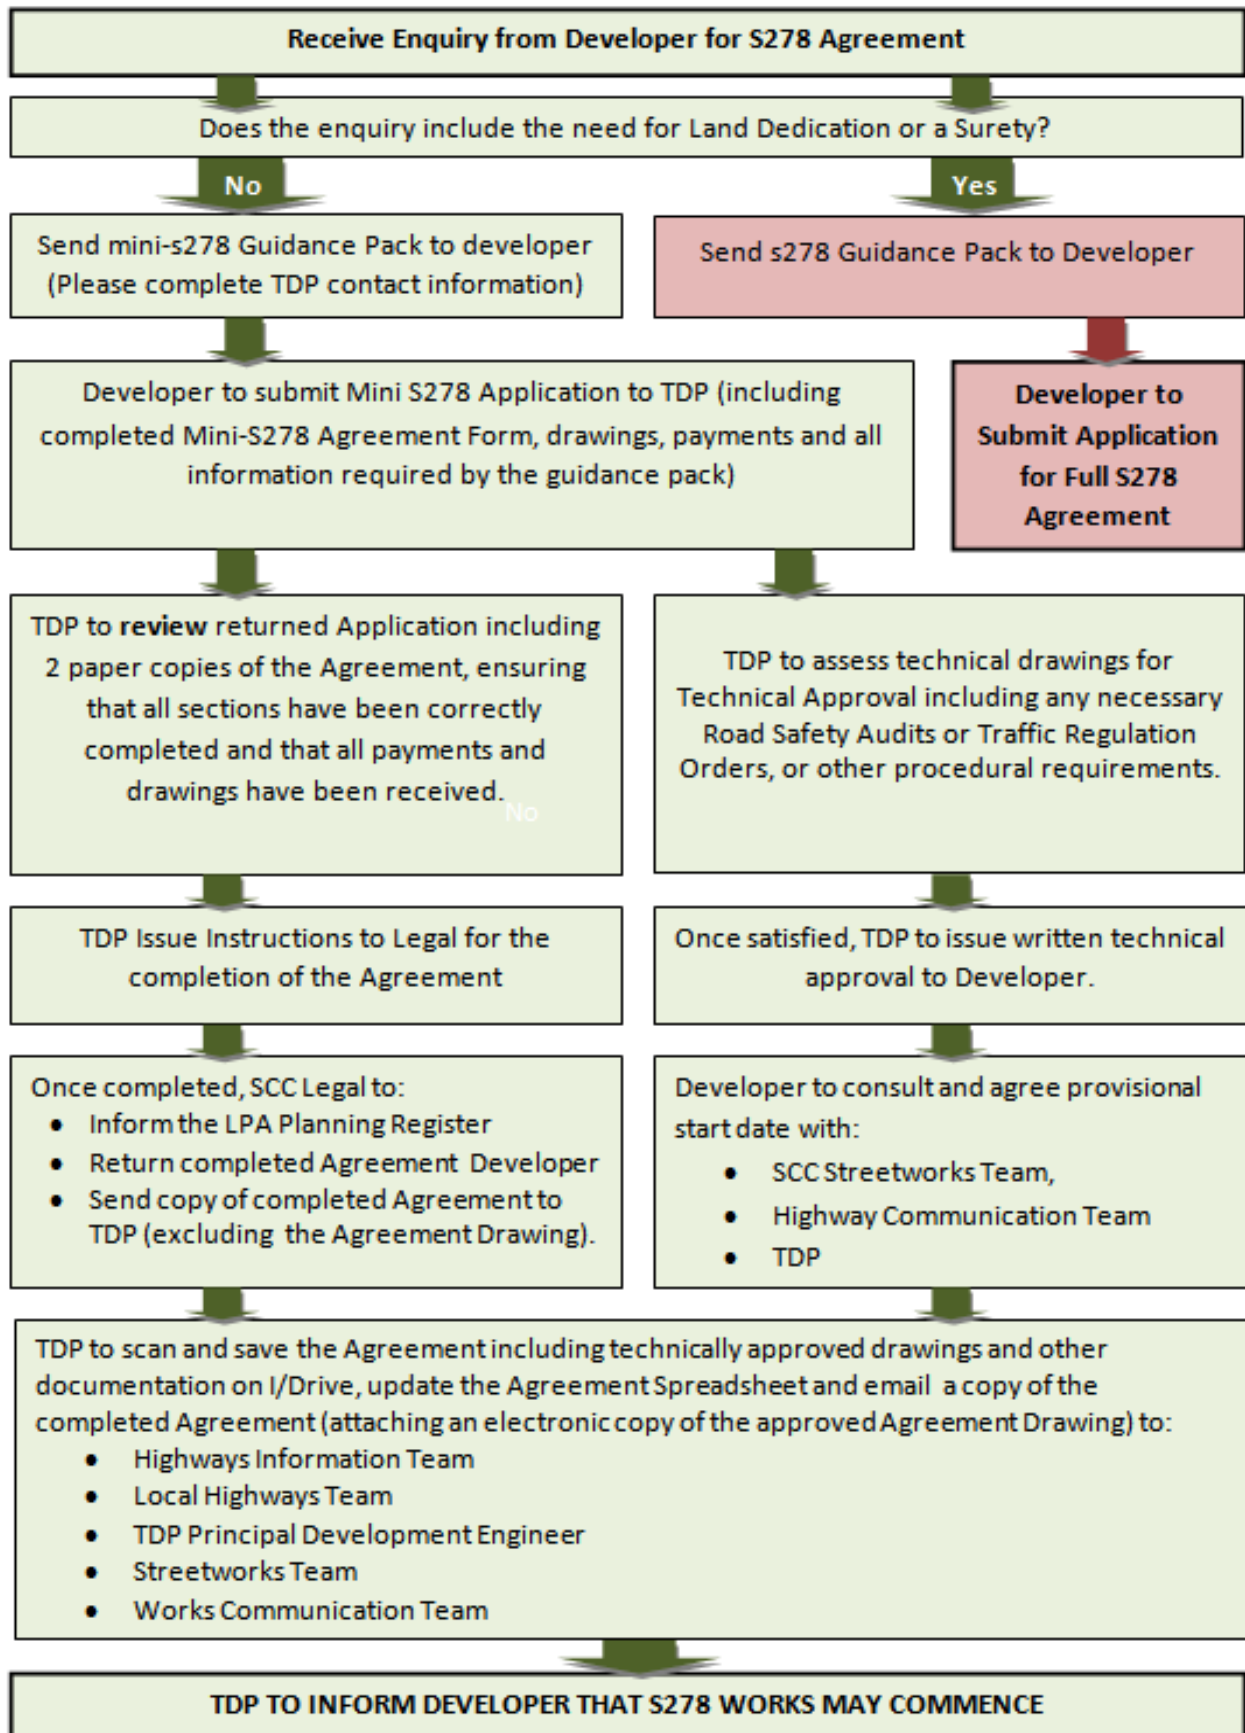 Receive Enquiry from Developer for S278 Agreement
Does the enquiry include the need for Land Dedication or a Surety?
No
Yes
Send mini-s278 Guidance Pack to developer
(Please complete TDP contact information)
Send s278 Guidance Pack to Developer
Developer to submit Mini S278 Application to TDP (including
completed Mini-S278 Agreement Form, drawings, payments and all
information required by the guidance pack)
Developer to
Submit Application
for Full S278
Agreement
TDP to review returned Application including
2 paper copies of the Agreement, ensuring
that all sections have been correctly
completed and that all payments and
drawings have been received.
No
TDP to assess technical drawings for
Technical Approval including any necessary
Road Safety Audits or Traffic Regulation
Orders, or other procedural requirements.
TDP Issue Instructions to Legal for the
completion of the Agreement
Once satisfied, TDP to issue written technical
approval to Developer.
Once completed, SCC Legal to:
• Inform the LPA Planning Register
• Return completed Agreement Developer
• Send copy of completed Agreement to
TDP (excluding the Agreement Drawing).
Developer to consult and agree provisional
start date with:
• SCC Streetworks Team,
• Highway Communication Team
• TDP
TDP to scan and save the Agreement including technically approved drawings and other
documentation on I/Drive, update the Agreement Spreadsheet and email a copy of the
completed Agreement (attaching an electronic copy of the approved Agreement Drawing) to:
• Highways Information Team
• Local Highways Team
• TDP Principal Development Engineer
• Streetworks Team
• Works Communication Team
TDP TO INFORM DEVELOPER THAT S278 WORKS MAY COMMENCE